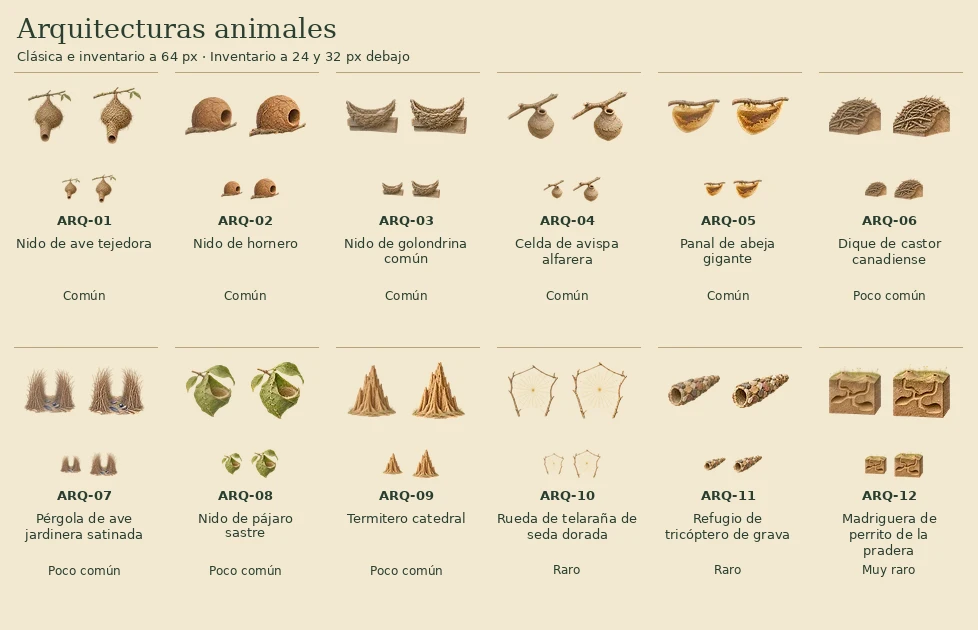 Arquitecturas animales
Clásica e inventario a 64 px · Inventario a 24 y 32 px debajo
ARQ-01
Nido de ave tejedora
Común
ARQ-02
Nido de hornero
Común
ARQ-03
Nido de golondrina
común
Común
ARQ-04
Celda de avispa
alfarera
Común
ARQ-05
Panal de abeja
gigante
Común
ARQ-06
Dique de castor
canadiense
Poco común
ARQ-07
Pérgola de ave
jardinera satinada
Poco común
ARQ-08
Nido de pájaro
sastre
Poco común
ARQ-09
Termitero catedral
Poco común
ARQ-10
Rueda de telaraña de
seda dorada
Raro
ARQ-11
Refugio de
tricóptero de grava
Raro
ARQ-12
Madriguera de
perrito de la
pradera
Muy raro